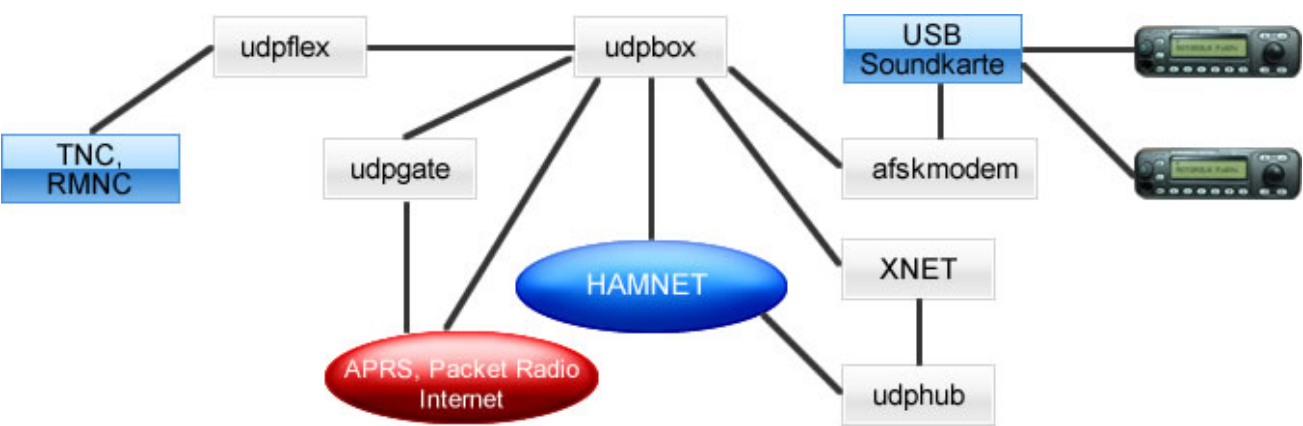 udpflex
udpbox
USB
Soundkarte
TNC,
RMNC
udpgate
afskmodem
HAMNET
XNET
APRS, Packet Radio
Internet
udphub